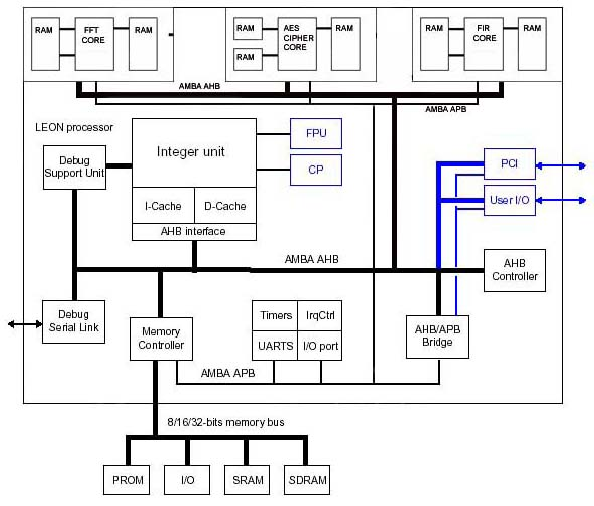 RAM
FFT
CORE
RAM
RAM
RAM
AES
CIPHER
CORE
RAM
RAM
FIR
CORE
RAM
AMBA AHB
AMBA APB
LEON processor
Debug
Support Unit
Integer unit
FPU
CP
PCI
User I/O
I-Cache
D-Cache
AHB interface
AMBA AHB
AHB
Controller
Debug
Serial Link
Memory
Controller
Timers
IrqCtrl
UARTS
I/O port
AHB/APB
Bridge
AMBA APB
8/16/32-bits memory bus
PROM
I/O
SRAM
SDRAM